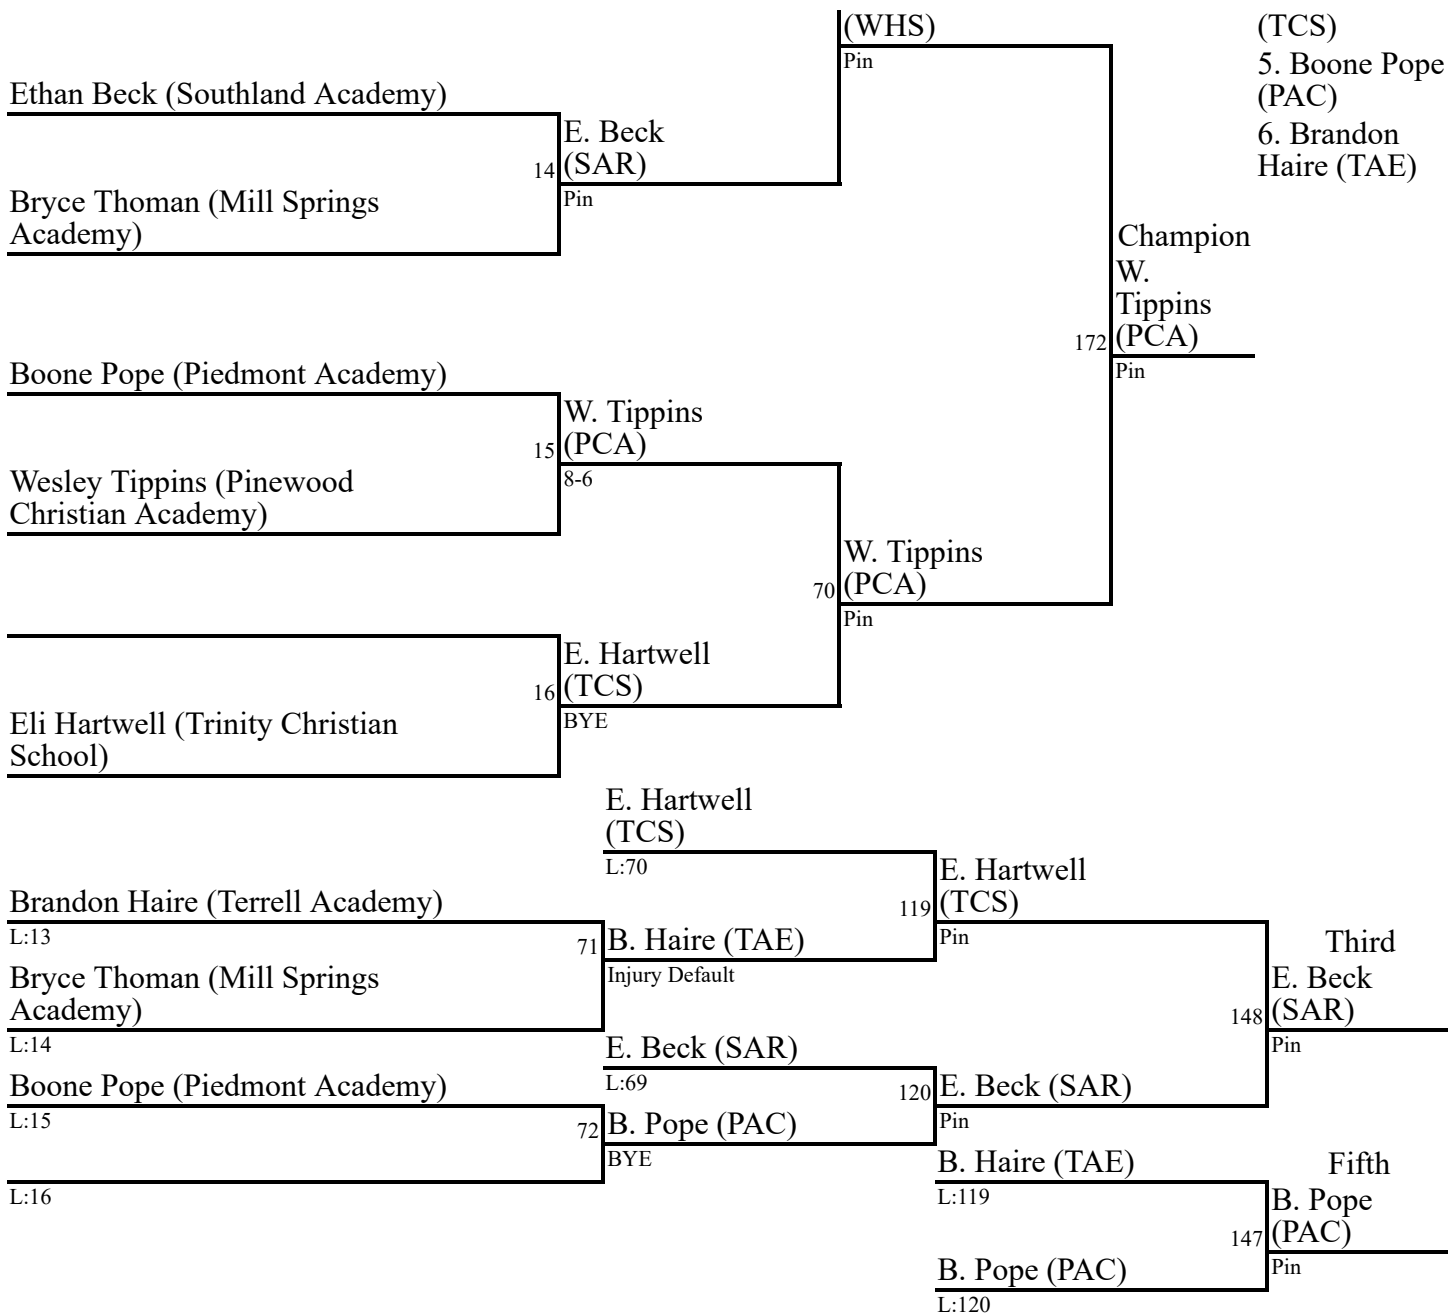 (WHS)
Pin
(TCS)
5. Boone Pope
(PAC)
6. Brandon
Haire (TAE)
Ethan Beck (Southland Academy)
14
E. Beck
(SAR)
Pin
Bryce Thoman (Mill Springs
Academy)
Champion
W.
Tippins
(PCA)
172
Pin
Boone Pope (Piedmont Academy)
15
W. Tippins
(PCA)
8-6
Wesley Tippins (Pinewood
Christian Academy)
70
W. Tippins
(PCA)
Pin
16
E. Hartwell
(TCS)
BYE
Eli Hartwell (Trinity Christian
School)
E. Hartwell
(TCS)
L:70
119
E. Hartwell
(TCS)
Pin
Brandon Haire (Terrell Academy)
L:13
71
B. Haire (TAE)
Injury Default
Bryce Thoman (Mill Springs
Academy)
L:14
Third
E. Beck
(SAR)
148
Pin
E. Beck (SAR)
L:69
120
E. Beck (SAR)
Pin
Boone Pope (Piedmont Academy)
L:15
72
B. Pope (PAC)
BYE
L:16
B. Haire (TAE)
L:119
Fifth
B. Pope
(PAC)
147
Pin
B. Pope (PAC)
L:120